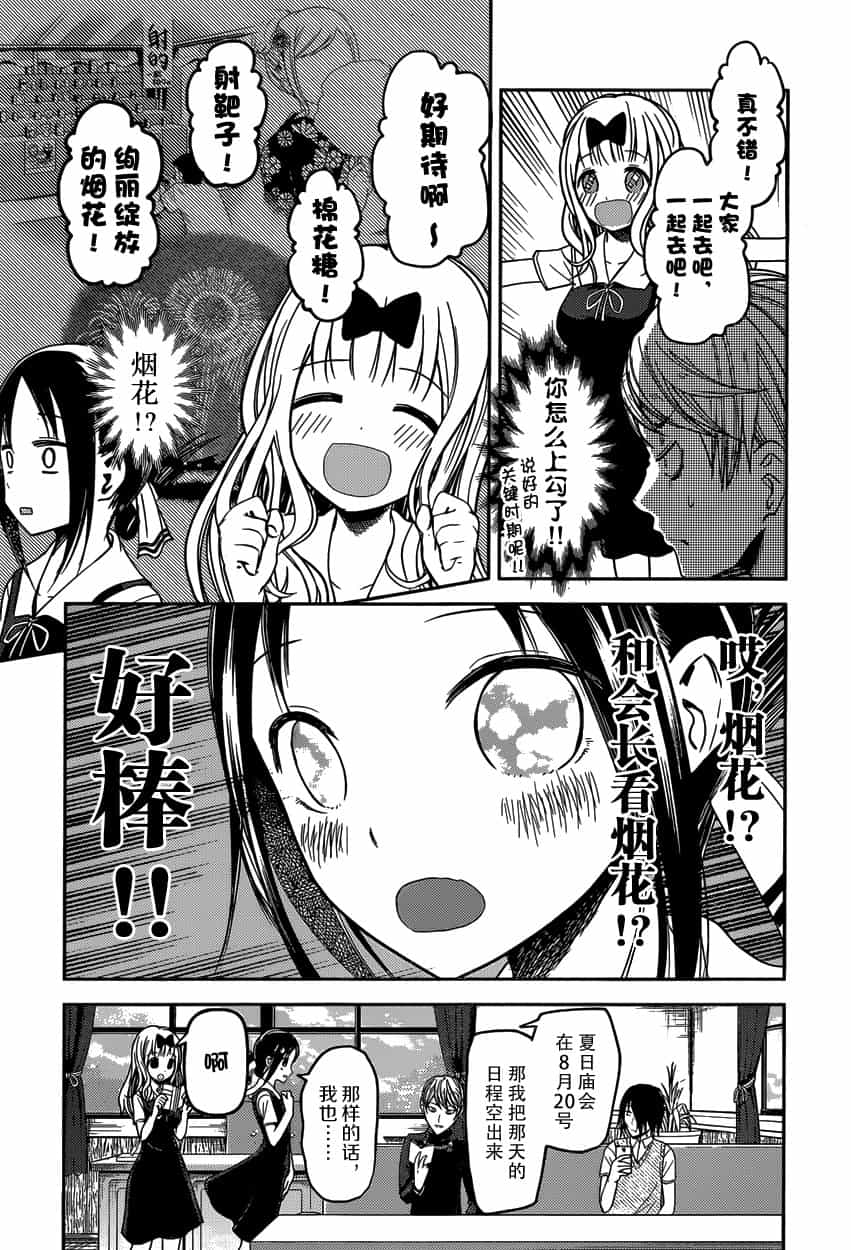 真不错！
大家
一起去吧，
一起去吧！
你怎么上勾了!!
说好的
关键时期呢!!
好期待啊～
棉花糖！
射靶子！
绚丽绽放
的烟花！
射的
烟花!?
哎，烟花!?
和会长看烟花!?
好棒!!
夏日庙会
在8月20号
那我把那天的
日程空出来
那样的话，
我也……
啊